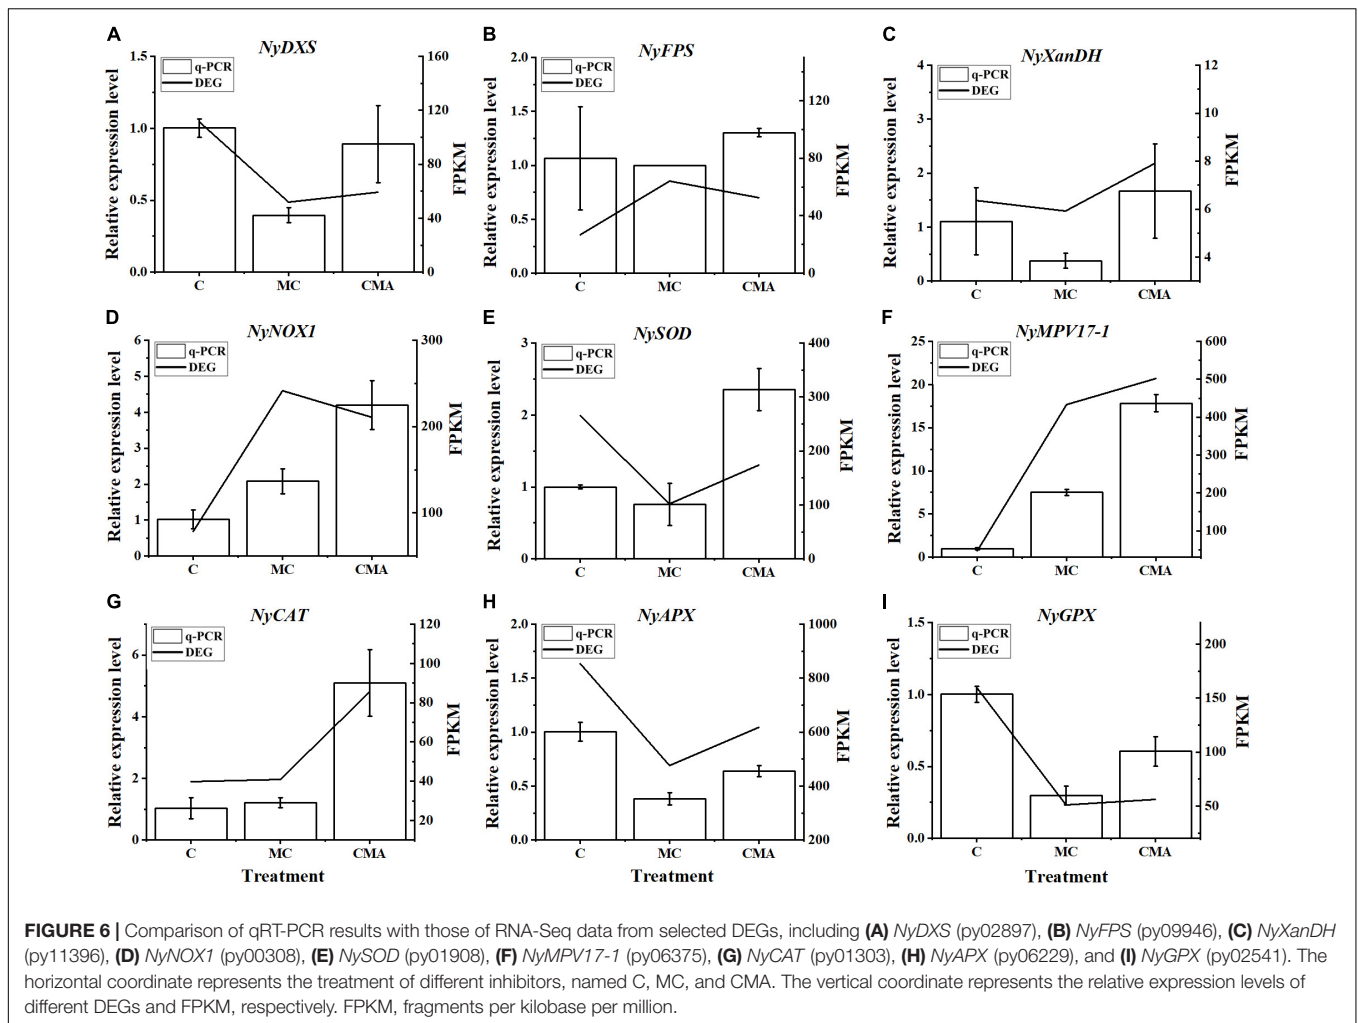 A
NyDXS
q-PCR
DEG
Relative expression level
1.5
1.0
0.5
0.0
160
120
80
40
0
FPKM
C MC CMA
B
NyFPS
q-PCR
DEG
Relative expression level
2.0
1.5
1.0
0.5
0.0
120
80
40
0
FPKM
C MC CMA
C
NyXanDH
q-PCR
DEG
Relative expression level
4
3
2
1
0
12
10
8
6
4
FPKM
C MC CMA
D
NyNOX1
q-PCR
DEG
Relative expression level
6
5
4
3
2
1
0
300
200
100
FPKM
C MC CMA
E
NySOD
q-PCR
DEG
Relative expression level
3
2
1
0
400
300
200
100
0
FPKM
C MC CMA
F
NyMPV17-1
q-PCR
DEG
Relative expression level
25
20
15
10
5
0
600
500
400
300
200
100
FPKM
C MC CMA
G
NyCAT
q-PCR
DEG
Relative expression level
6
4
2
0
120
100
80
60
40
20
FPKM
C MC CMA
Treatment
H
NyAPX
q-PCR
DEG
Relative expression level
2.0
1.5
1.0
0.5
0.0
1000
800
600
400
200
FPKM
C MC CMA
Treatment
I
NyGPX
q-PCR
DEG
Relative expression level
1.5
1.0
0.5
0.0
200
150
100
50
FPKM
C MC CMA
Treatment
FIGURE 6 | Comparison of qRT-PCR results with those of RNA-Seq data from selected DEGs, including (A) NyDXS (py02897), (B) NyFPS (py09946), (C) NyXanDH
(py11396), (D) NyNOX1 (py00308), (E) NySOD (py01908), (F) NyMPV17-1 (py06375), (G) NyCAT (py01303), (H) NyAPX (py06229), and (I) NyGPX (py02541). The
horizontal coordinate represents the treatment of different inhibitors, named C, MC, and CMA. The vertical coordinate represents the relative expression levels of
different DEGs and FPKM, respectively. FPKM, fragments per kilobase per million.